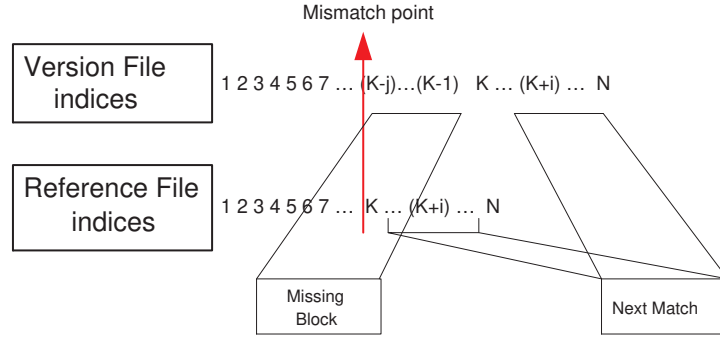 Mismatch point
Version File
indices
1 2 3 4 5 6 7 ... (K-j)...(K-1) K ... (K+i) ... N
Reference File
indices
1 2 3 4 5 6 7 ... K ... (K+i) ... N
Missing
Block
Next Match